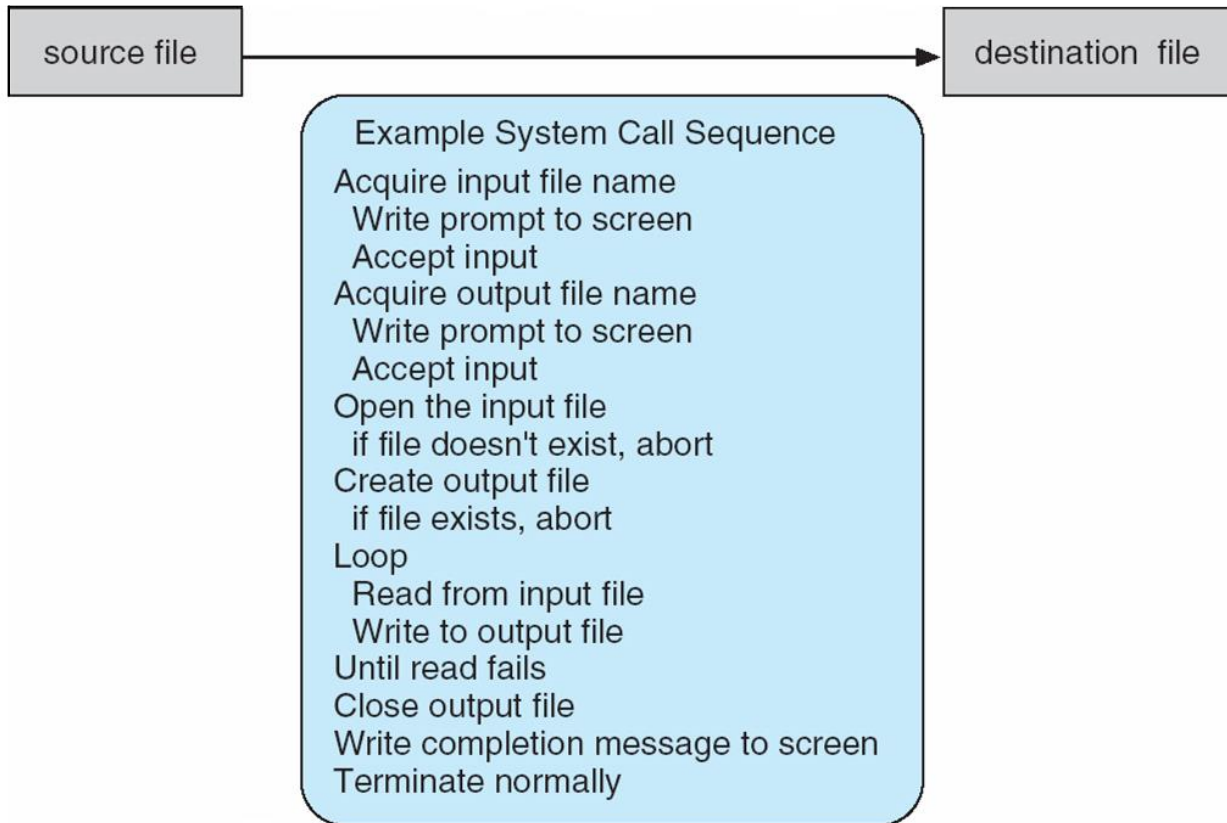 source file
destination file
Example System Call Sequence
Acquire input file name
Write prompt to screen
Accept input
Acquire output file name
Write prompt to screen
Accept input
Open the input file
if file doesn't exist, abort
Create output file
if file exists, abort
Loop
Read from input file
Write to output file
Until read fails
Close output file
Write completion message to screen
Terminate normally